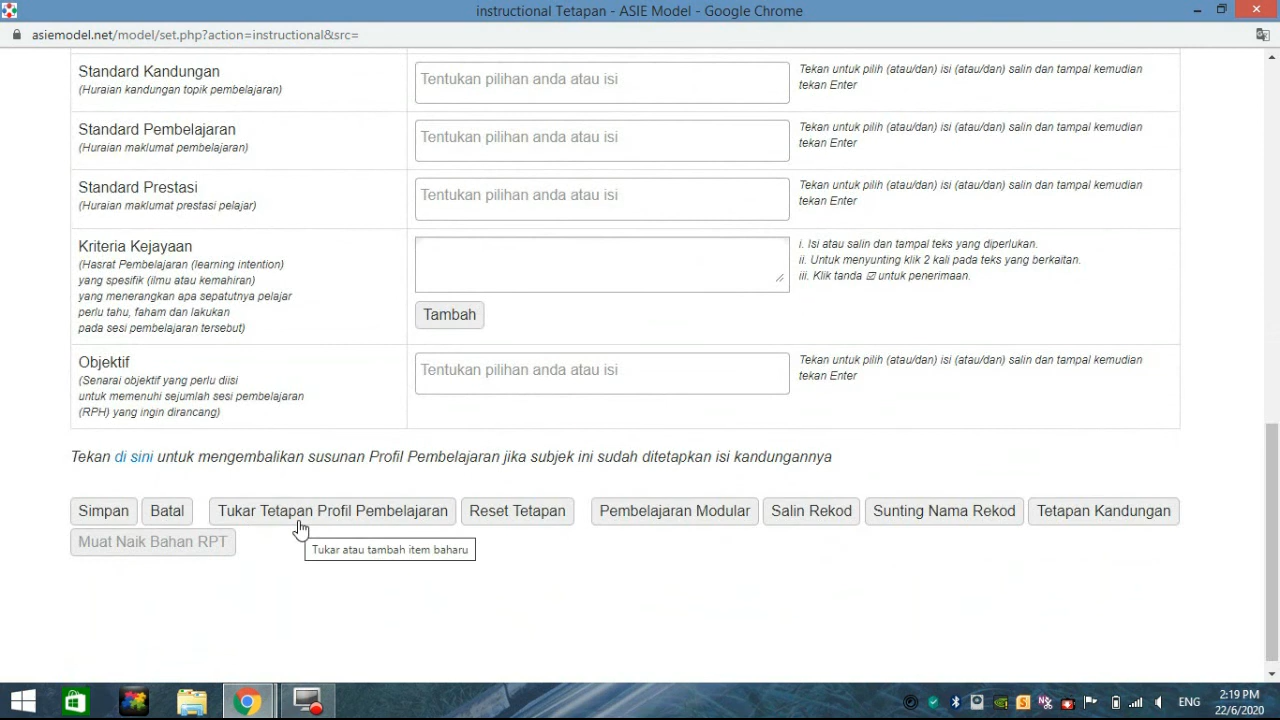 instructional Tetapan - ASIE Model - Google Chrome
asiemodel.net/model/set.php?action=instructional&src=
Standard Kandungan
(Huraian kandungan topik pembelajaran)
Tentukan pilihan anda atau isi
Tekan untuk pilih (atau/dan) isi (atau/dan) salin dan tampal kemudian
tekan Enter
Standard Pembelajaran
(Huraian maklumat pembelajaran)
Tentukan pilihan anda atau isi
Tekan untuk pilih (atau/dan) isi (atau/dan) salin dan tampal kemudian
tekan Enter
Standard Prestasi
(Huraian maklumat prestasi pelajar)
Tentukan pilihan anda atau isi
Tekan untuk pilih (atau/dan) isi (atau/dan) salin dan tampal kemudian
tekan Enter
Kriteria Kejayaan
(Hasrat Pembelajaran (learning intention)
yang spesifik (ilmu atau kemahiran)
yang menerangkan apa sepatutnya pelajar
perlu tahu, faham dan lakukan
pada sesi pembelajaran tersebut)
Tambah
i. Isi atau salin dan tampal teks yang diperlukan.
ii. Untuk menyunting klik 2 kali pada teks yang berkaitan.
iii. Klik tanda ☑ untuk penerimaan.
Objektif
(Senarai objektif yang perlu diisi
untuk memenuhi sejumlah sesi pembelajaran
(RPH) yang ingin dirancang)
Tentukan pilihan anda atau isi
Tekan untuk pilih (atau/dan) isi (atau/dan) salin dan tampal kemudian
tekan Enter
Tekan di sini untuk mengembalikan susunan Profil Pembelajaran jika subjek ini sudah ditetapkan isi kandungannya
Simpan Batal Tukar Tetapan Profil Pembelajaran Reset Tetapan Pembelajaran Modular Salin Rekod Sunting Nama Rekod Tetapan Kandungan
Muat Naik Bahan RPT
Tukar atau tambah item baharu
ENG
2:19 PM
22/6/2020